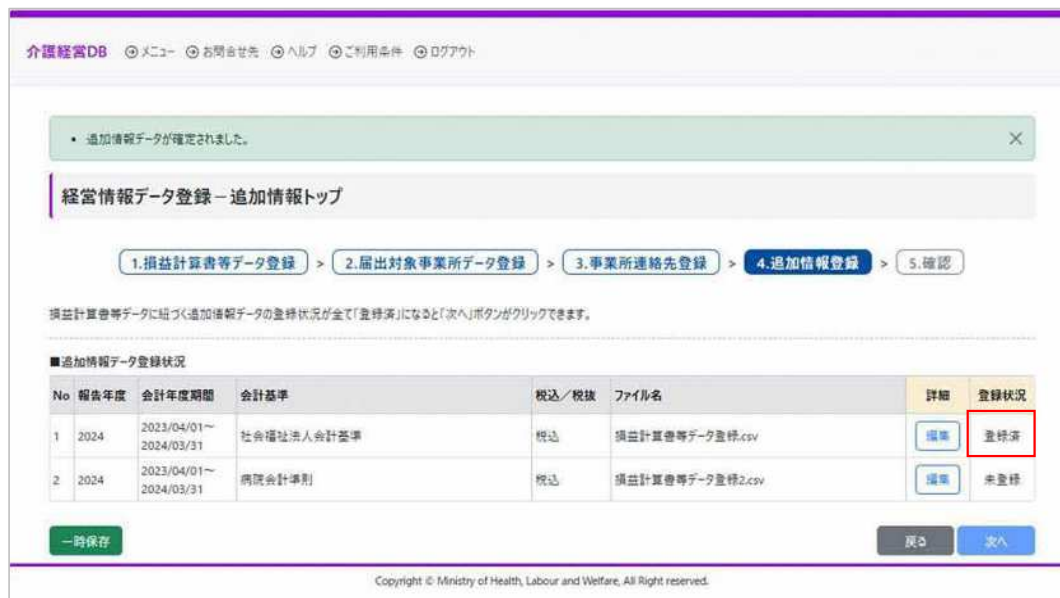 介護経営DB メニュー お問合せ先 ヘルプ ご利用条件 ログアウト
• 追加情報データが確定されました。 ×
経営情報データ登録 – 追加情報トップ
1.損益計算書等データ登録 > 2.届出対象事業所データ登録 > 3.事業所連絡先登録 > 4.追加情報登録 > 5.確認
損益計算書等データに紐づく追加情報データの登録状況が全て「登録済」になると「次へ」ボタンがクリックできます。
■追加情報データ登録状況
No 報告年度 会計年度期間 会計基準 税込/税抜 ファイル名 詳細 登録状況
1 2024 2023/04/01~ 2024/03/31 社会福祉法人会計基準 税込 損益計算書等データ登録.csv 編集 登録済
2 2024 2023/04/01~ 2024/03/31 病院会計準則 税込 損益計算書等データ登録2.csv 編集 未登録
一時保存 戻る 次へ
Copyright © Ministry of Health, Labour and Welfare, All Right reserved.